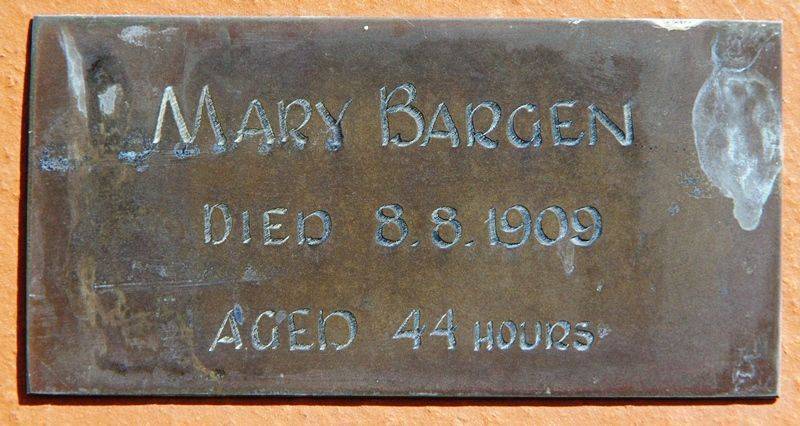 MARY BARGEN
DIED 8.8.1909
AGED 44 HOURS